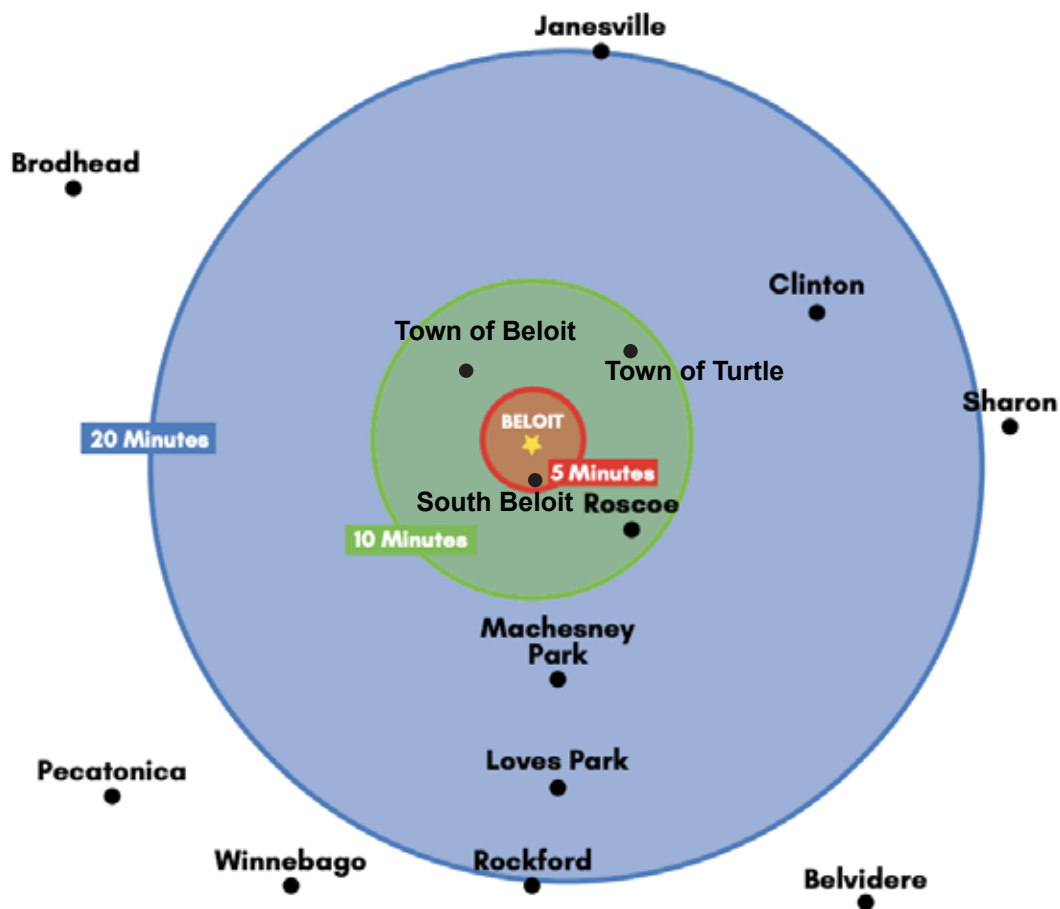 Janesville
Brodhead
Clinton
Town of Beloit
Town of Turtle
Sharon
BELOIT
20 Minutes
5 Minutes
South Beloit
Roscoe
10 Minutes
Machesney
Park
Loves Park
Pecatonica
Winnebago
Rockford
Belvidere